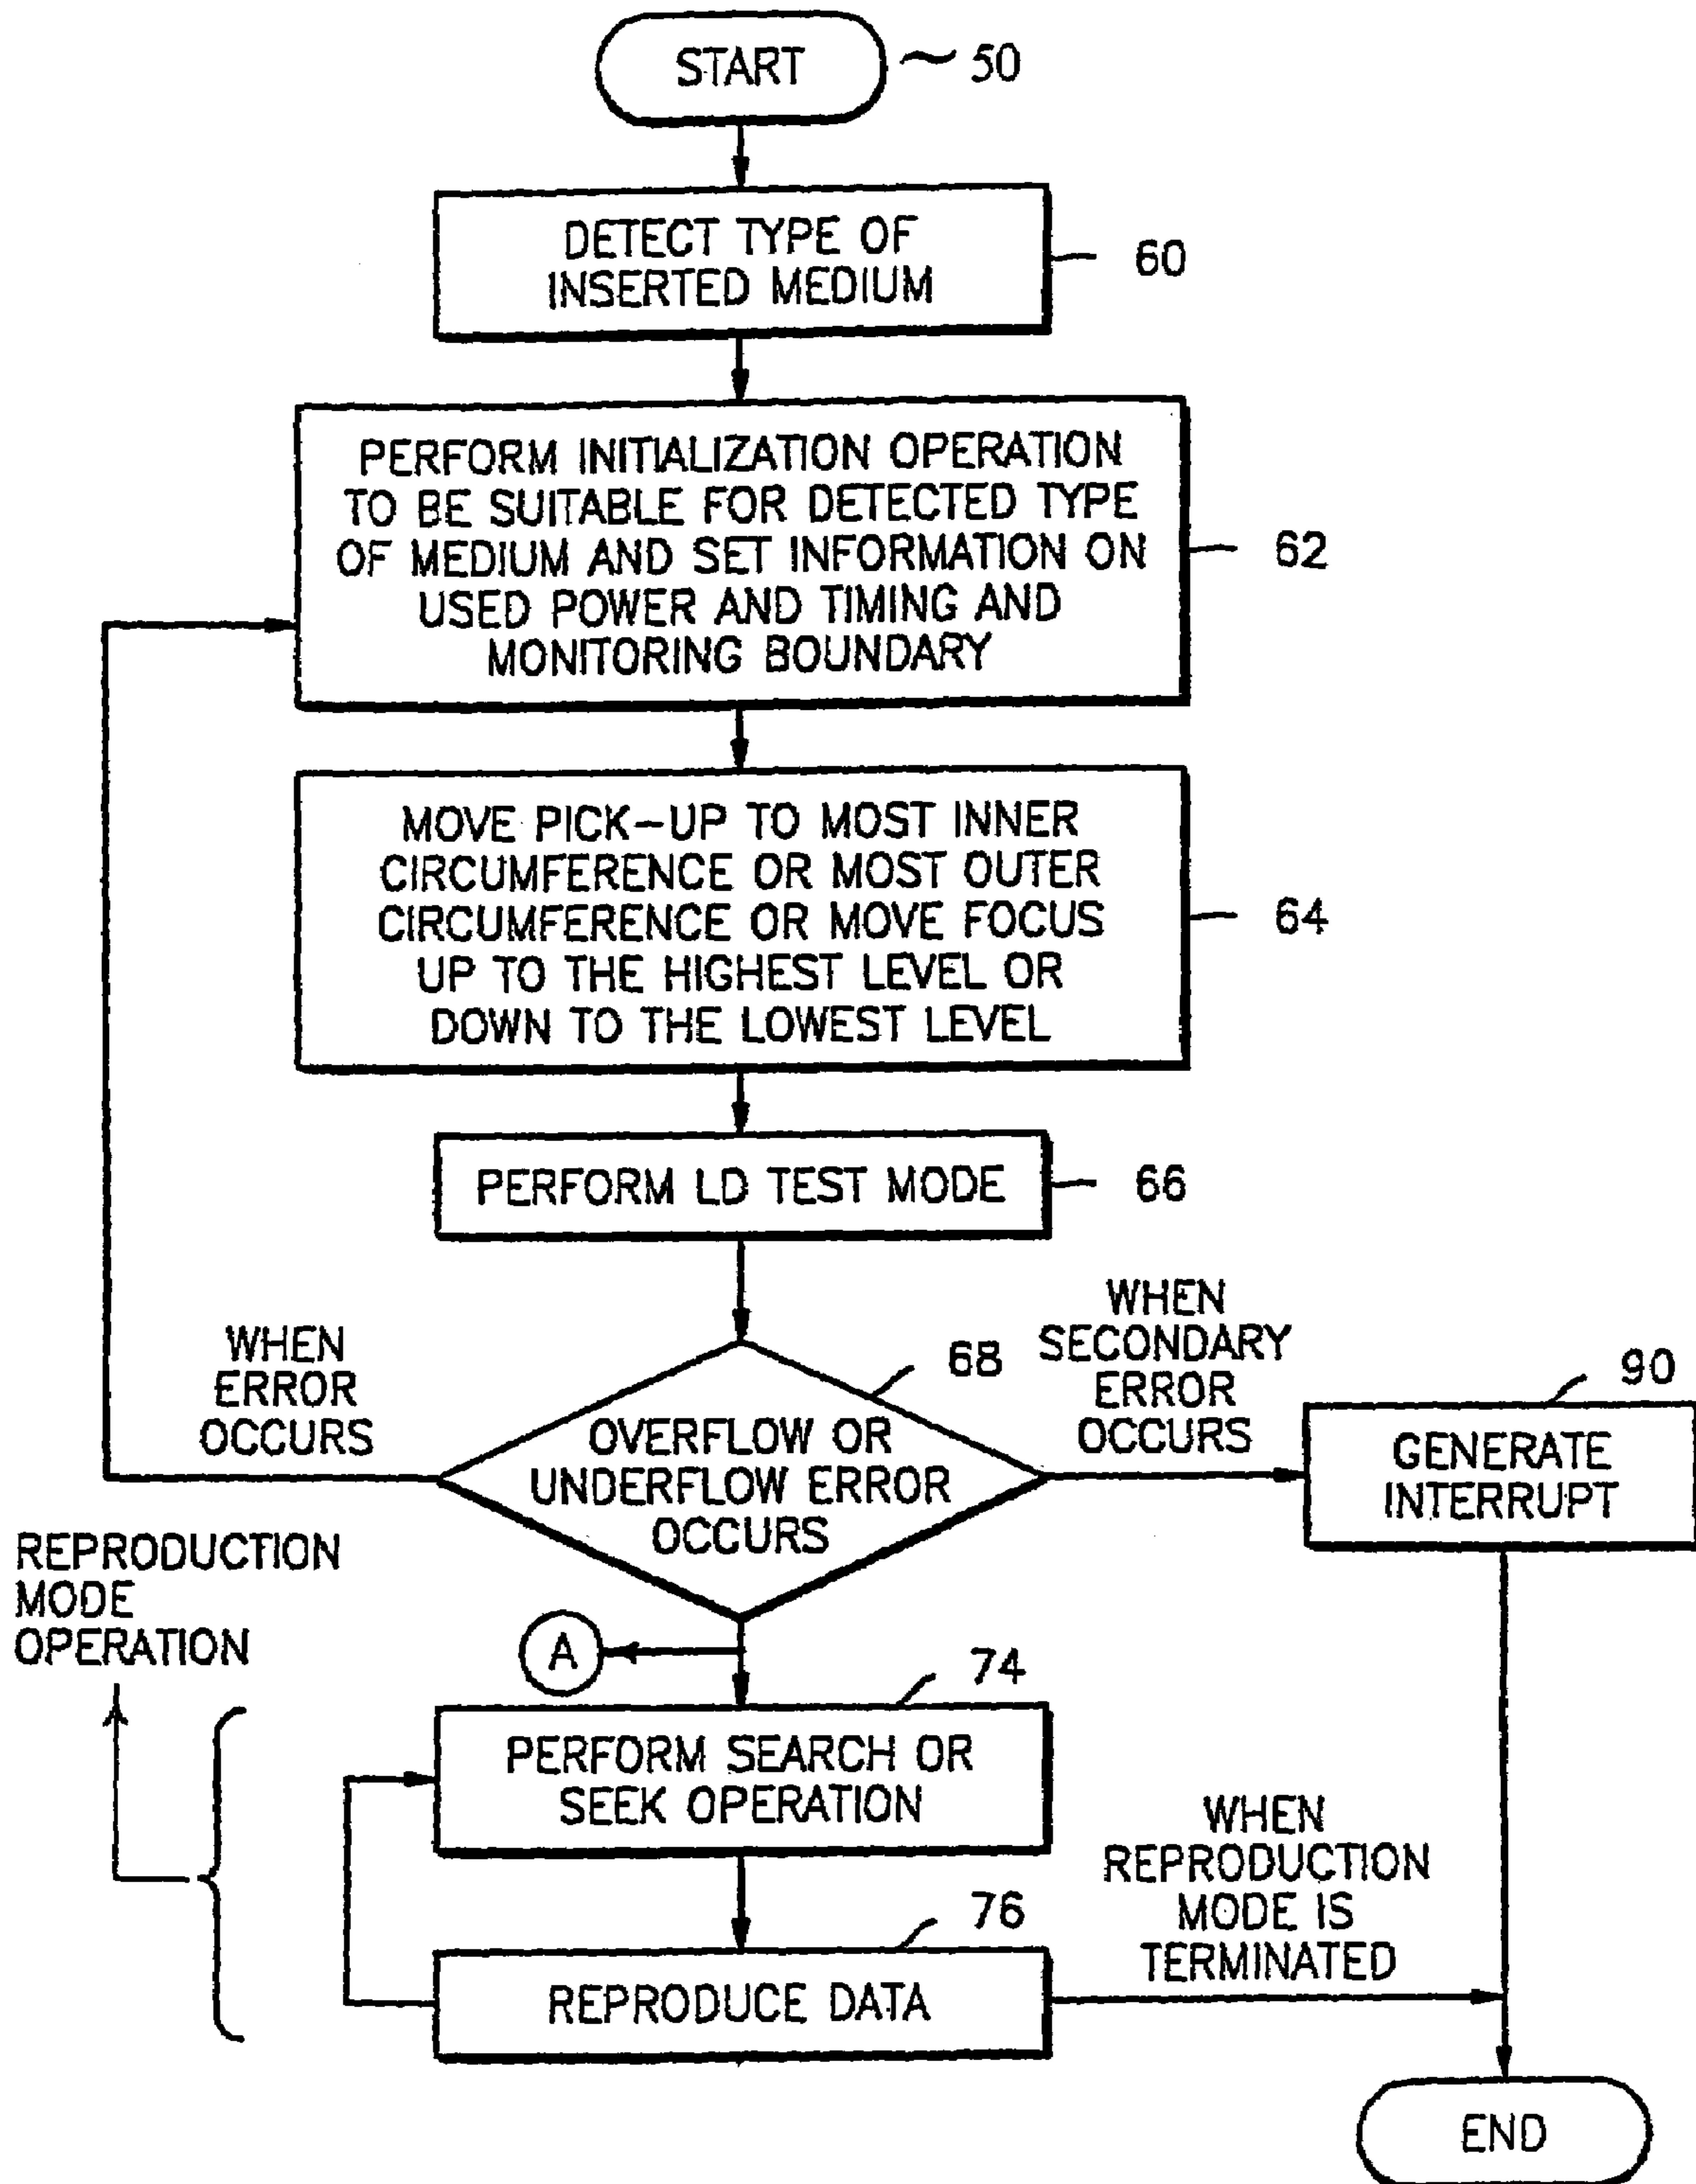 START
50
DETECT TYPE OF
INSERTED MEDIUM
60
PERFORM INITIALIZATION OPERATION
TO BE SUITABLE FOR DETECTED TYPE
OF MEDIUM AND SET INFORMATION ON
USED POWER AND TIMING AND
MONITORING BOUNDARY
62
MOVE PICK-UP TO MOST INNER
CIRCUMFERENCE OR MOST OUTER
CIRCUMFERENCE OR MOVE FOCUS
UP TO THE HIGHEST LEVEL OR
DOWN TO THE LOWEST LEVEL
64
PERFORM LD TEST MODE
66
WHEN
ERROR
OCCURS
68
OVERFLOW OR
UNDERFLOW ERROR
OCCURS
WHEN
SECONDARY
ERROR
OCCURS
90
GENERATE
INTERRUPT
REPRODUCTION
MODE
OPERATION
A
74
PERFORM SEARCH OR
SEEK OPERATION
76
REPRODUCE DATA
WHEN
REPRODUCTION
MODE IS
TERMINATED
END